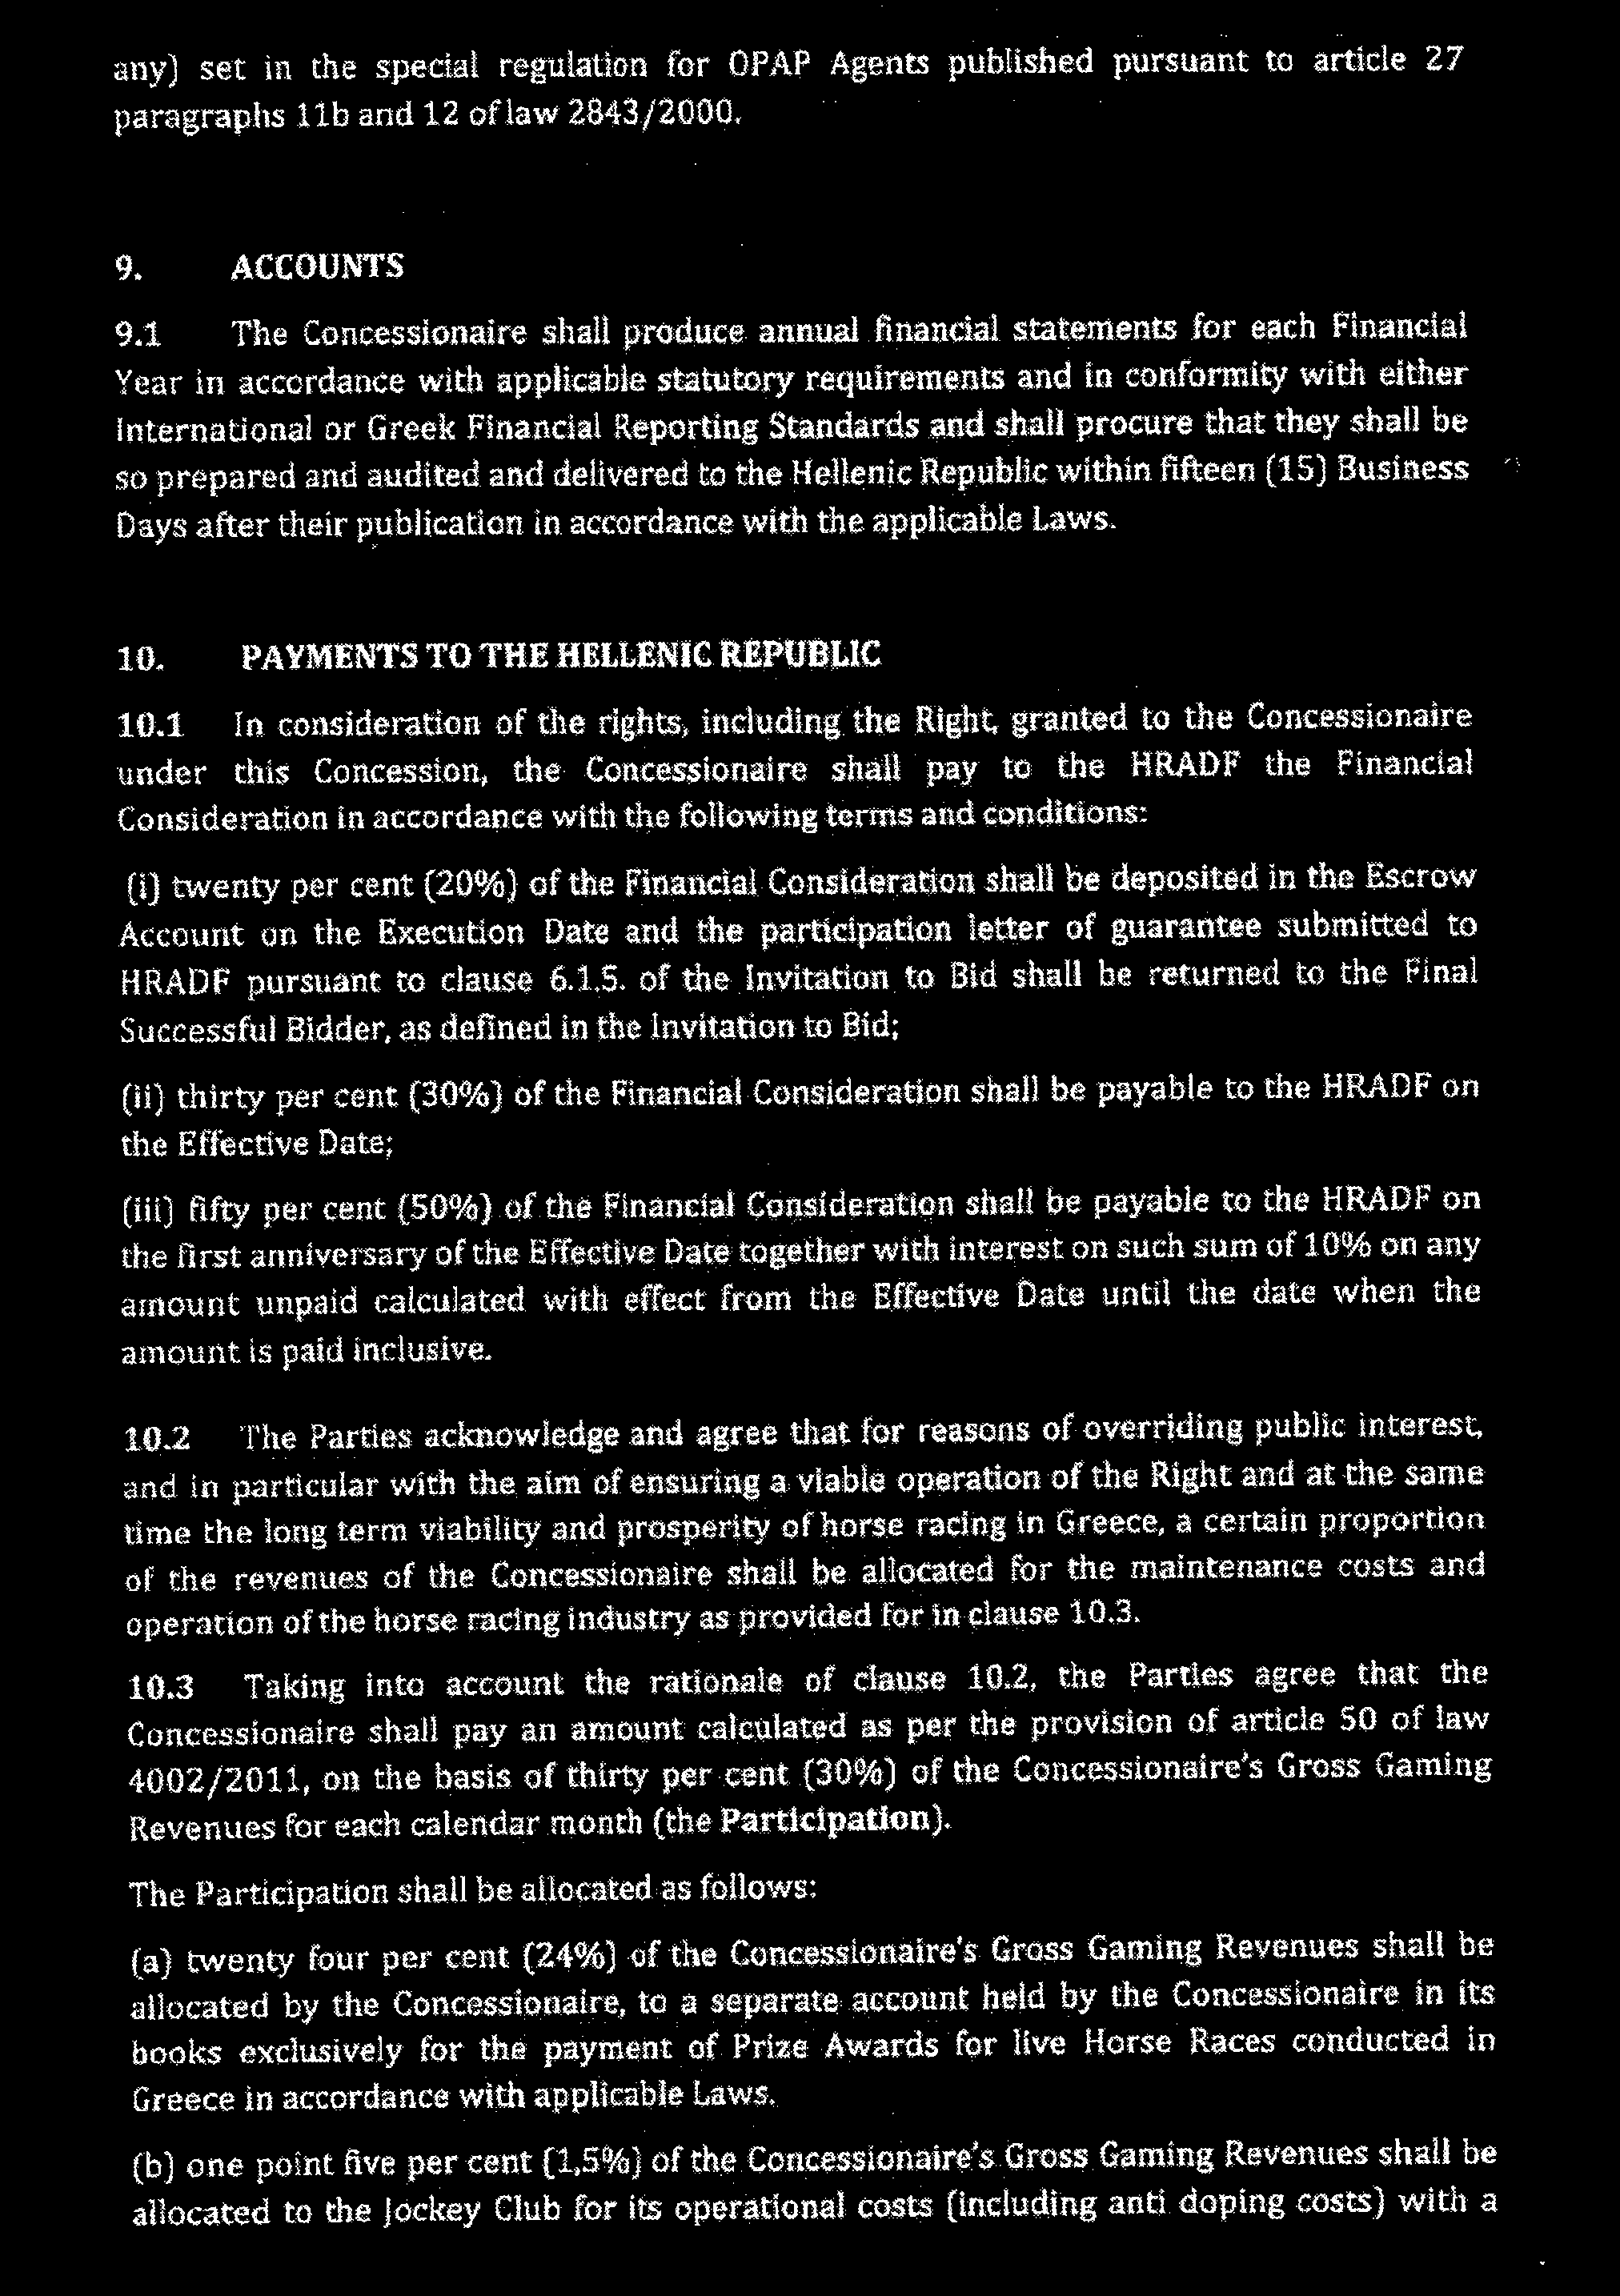 any) set in the special regulation for OPAP Agents published pursuant to article 27
paragraphs 11b and 12 of law 2843/2000.
9. ACCOUNTS
9.1 The Concessionaire shall produce annual financial statements for each Financial
Year in accordance with applicable statutory requirements and in conformity with either
International or Greek Financial Reporting Standards and shall procure that they shall be
so prepared and audited and delivered to the Hellenic Republic within fifteen (15) Business
Days after their publication in accordance with the applicable Laws.
10. PAYMENTS TO THE HELLENIC REPUBLIC
10.1 In consideration of the rights, including the Right, granted to the Concessionaire
under this Concession, the Concessionaire shall pay to the HRADF the Financial
Consideration in accordance with the following terms and conditions:
(i) twenty per cent (20%) of the Financial Consideration shall be deposited in the Escrow
Account on the Execution Date and the participation letter of guarantee submitted to
HRADF pursuant to clause 6.1.5. of the Invitation to Bid shall be returned to the Final
Successful Bidder, as defined in the Invitation to Bid;
(ii) thirty per cent (30%) of the Financial Consideration shall be payable to the HRADF on
the Effective Date;
(iii) fifty per cent (50%) of the Financial Consideration shall be payable to the HRADF on
the first anniversary of the Effective Date together with interest on such sum of 10% on any
amount unpaid calculated with effect from the Effective Date until the date when the
amount is paid inclusive.
10.2 The Parties acknowledge and agree that for reasons of overriding public interest,
and in particular with the aim of ensuring a viable operation of the Right and at the same
time the long term viability and prosperity of horse racing in Greece, a certain proportion
of the revenues of the Concessionaire shall be allocated for the maintenance costs and
operation of the horse racing industry as provided for in clause 10.3.
10.3 Taking into account the rationale of clause 10.2, the Parties agree that the
Concessionaire shall pay an amount calculated as per the provision of article 50 of law
4002/2011, on the basis of thirty per cent (30%) of the Concessionaire's Gross Gaming
Revenues for each calendar month (the Participation).
The Participation shall be allocated as follows:
(a) twenty four per cent (24%) of the Concessionaire's Gross Gaming Revenues shall be
allocated by the Concessionaire, to a separate account held by the Concessionaire in its
books exclusively for the payment of Prize Awards for live Horse Races conducted in
Greece in accordance with applicable Laws.
(b) one point five per cent (1,5%) of the Concessionaire's Gross Gaming Revenues shall be
allocated to the Jockey Club for its operational costs (including anti doping costs) with a